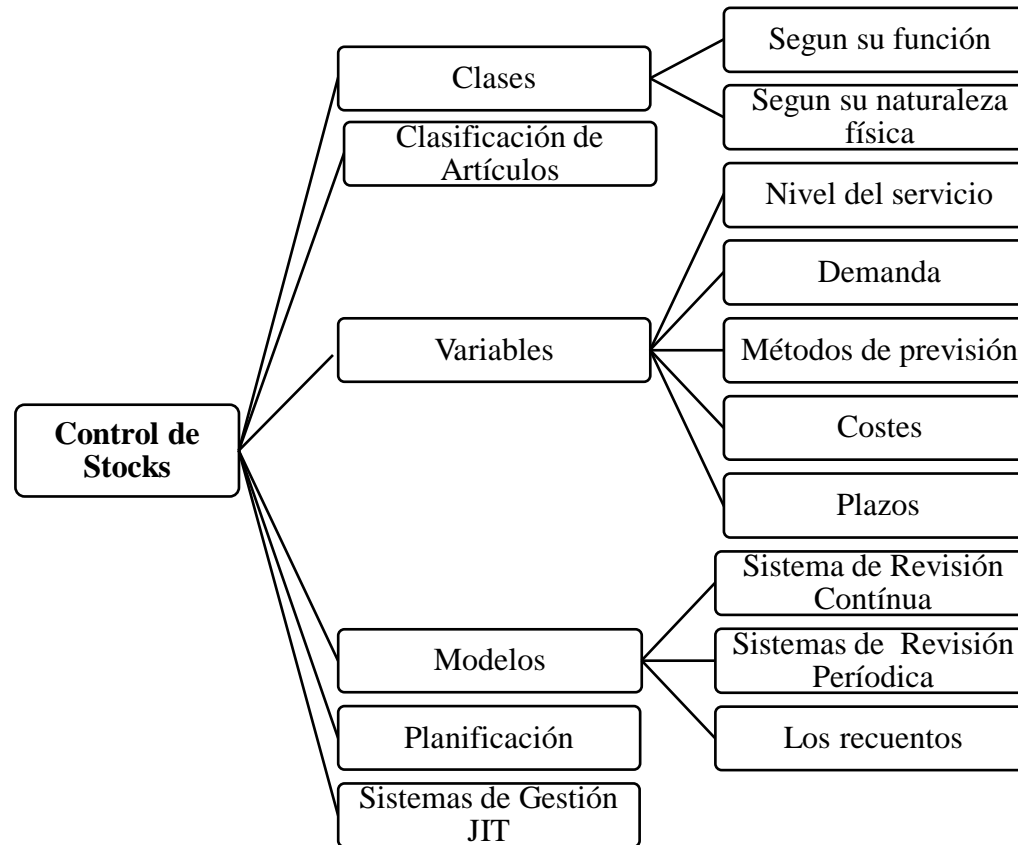 Control de
Stocks
Clases
Segun su función
Segun su naturaleza
física
Clasificación de
Artículos
Variables
Nivel del servicio
Demanda
Métodos de previsión
Costes
Plazos
Modelos
Sistema de Revisión
Contínua
Sistemas de Revisión
Períodica
Los recuentos
Planificación
Sistemas de Gestión
JIT